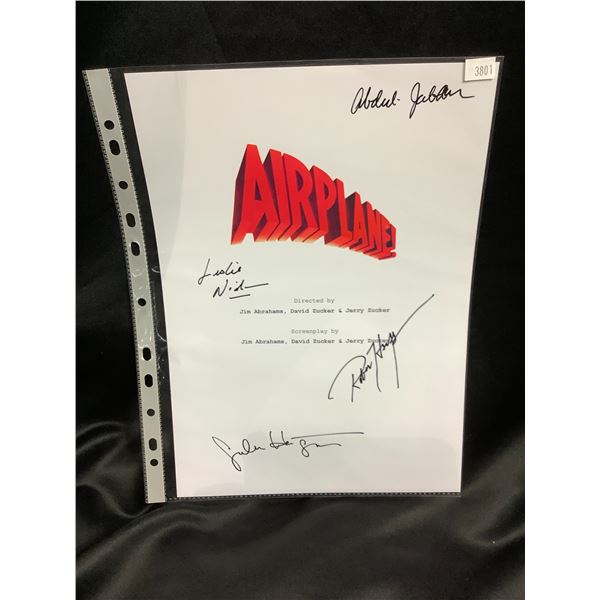 3801
Abdul-Jabbar
AIRPLANE!
Leslie
Directed by
Jim Abrahams, David Zucker & Jerry Zucker
Screenplay by
Jim Abrahams, David Zucker & Jerry Zucker